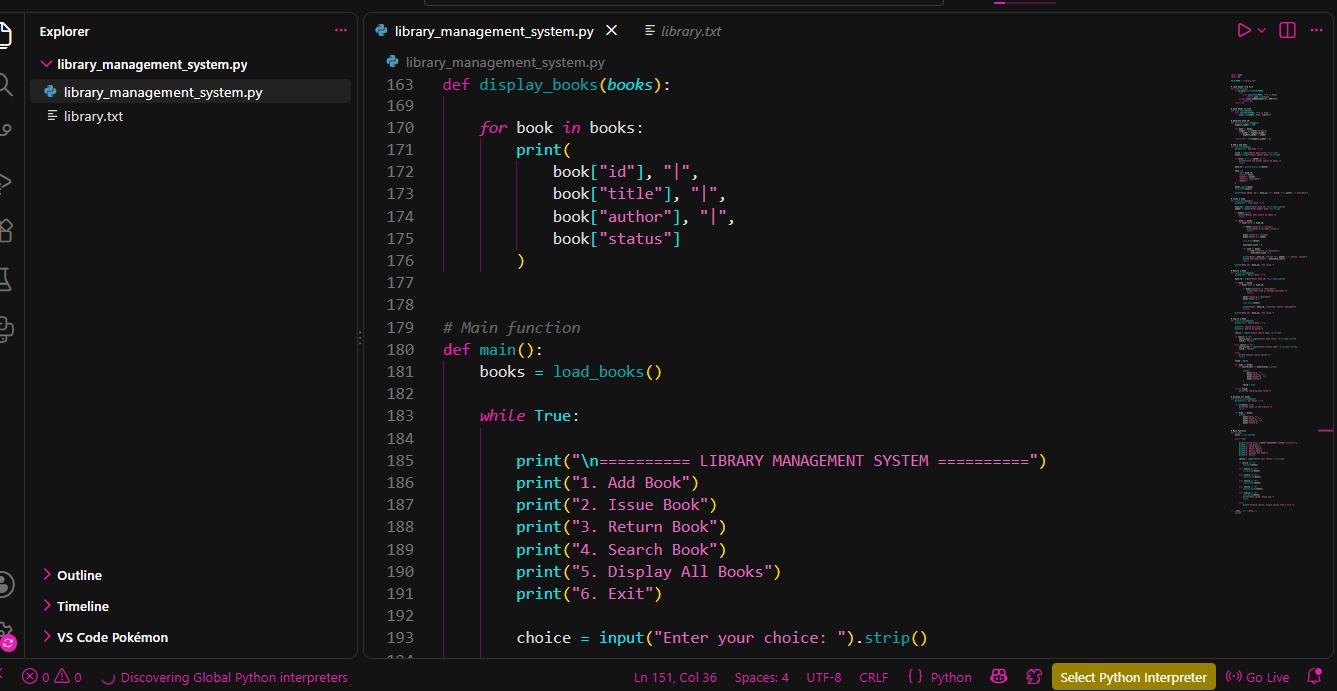 Explorer
library_management_system.py
library_management_system.py
library.txt
Outline
Timeline
VS Code Pokémon
library_management_system.py
library.txt
library_management_system.py
163 def display_books(books):
169
170 for book in books:
171 print(
172 book["id"], "|",
173 book["title"], "|",
174 book["author"], "|",
175 book["status"]
176 )
177
178
179 # Main function
180 def main():
181 books = load_books()
182
183 while True:
184
185 print("\n========== LIBRARY MANAGEMENT SYSTEM ==========")
186 print("1. Add Book")
187 print("2. Issue Book")
188 print("3. Return Book")
189 print("4. Search Book")
190 print("5. Display All Books")
191 print("6. Exit")
192
193 choice = input("Enter your choice: ").strip()
0 0 Discovering Global Python interpreters Ln 151, Col 36 Spaces: 4 UTF-8 CRLF { } Python Select Python Interpreter Go Live